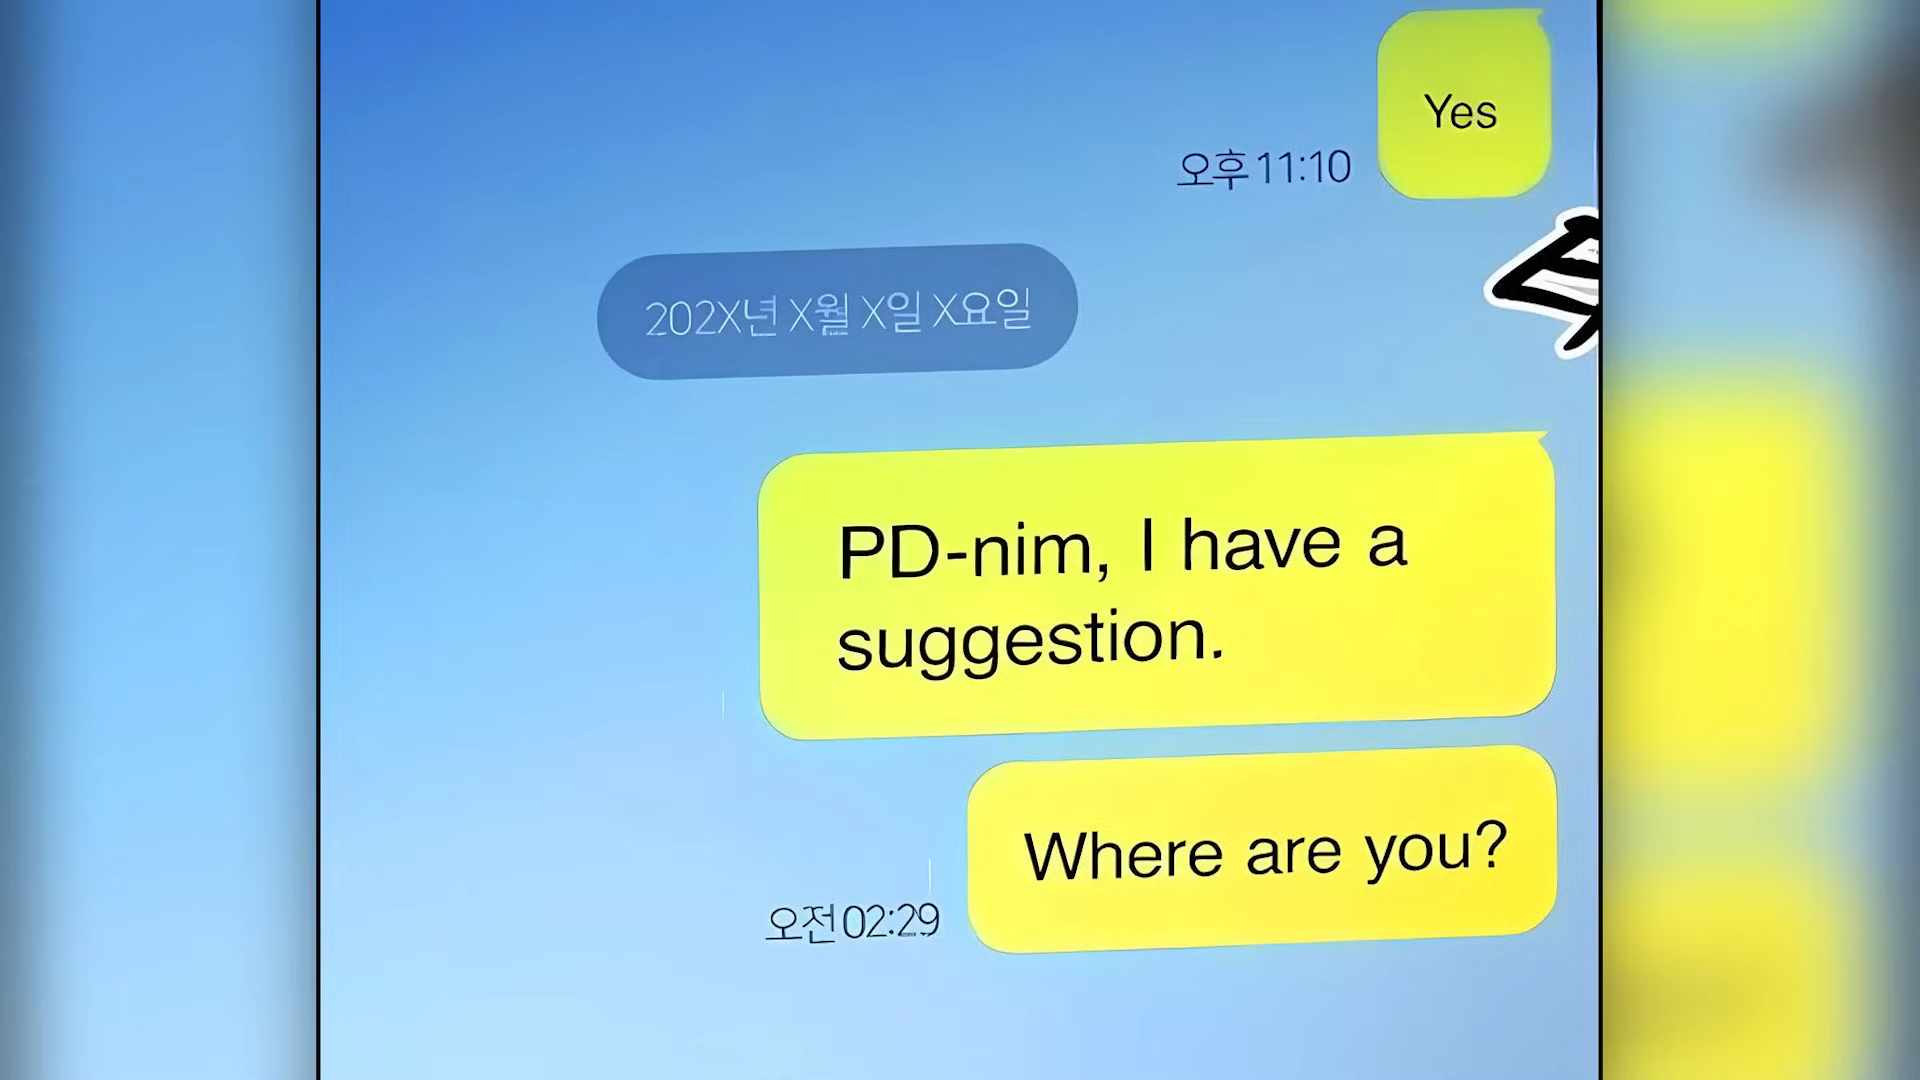 Yes
오후 11:10
202X년 X월 X일 X요일
PD-nim, I have a
suggestion.
Where are you?
오전 02:29